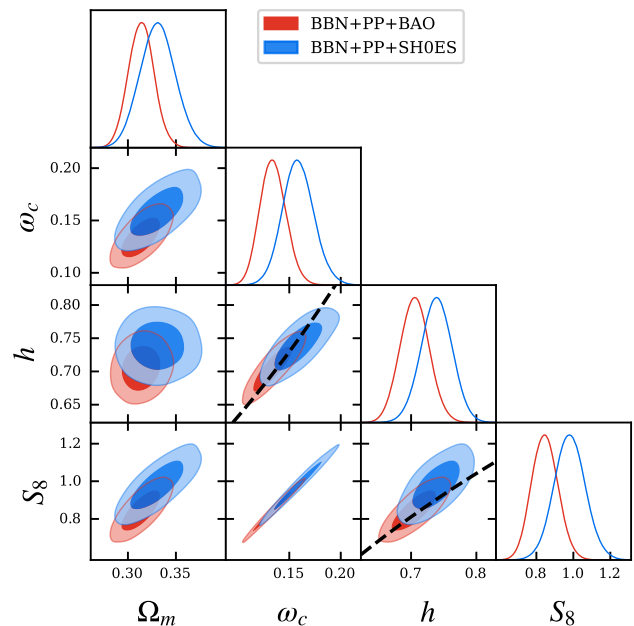 BBN+PP+BAO
BBN+PP+SH0ES
0.20
0.15
0.10
ω_c
0.80
0.75
0.70
0.65
h
1.2
1.0
0.8
S_8
0.30 0.35
0.15 0.20
0.7 0.8
0.8 1.0 1.2
Ω_m ω_c h S_8